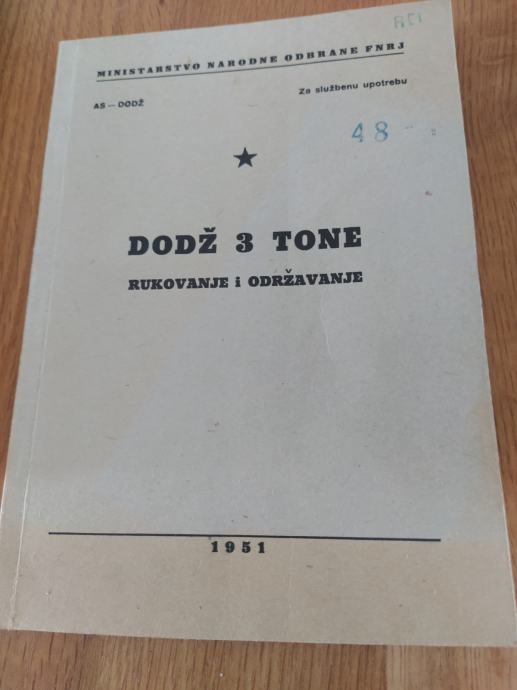 MINISTARSTVO NARODNE ODBRANE FNRJ
AS — DODŽ
Za službenu upotrebu
48
DODŽ 3 TONE
RUKOVANJE i ODRŽAVANJE
1951